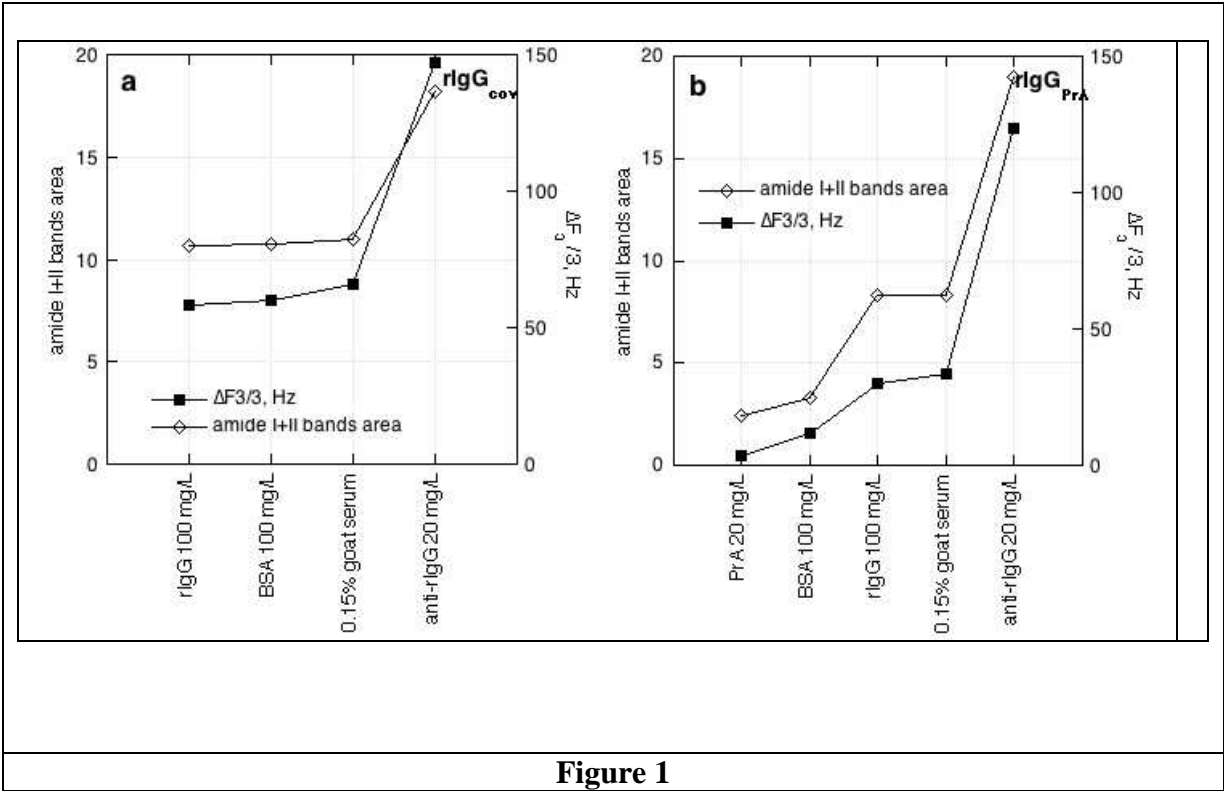 a
rIgG cov
20
15
10
5
0
150
100
50
0
amide I+II bands area
ΔF3/3, Hz
ΔF3/3, Hz
amide I+II bands area
rIgG 100 mg/L
BSA 100 mg/L
0.15% goat serum
anti-rIgG 20 mg/L
b
rIgG PrA
20
15
10
5
0
150
100
50
0
amide I+II bands area
ΔF3/3, Hz
amide I+II bands area
ΔF3/3, Hz
PrA 20 mg/L
BSA 100 mg/L
rIgG 100 mg/L
0.15% goat serum
anti-rIgG 20 mg/L
Figure 1